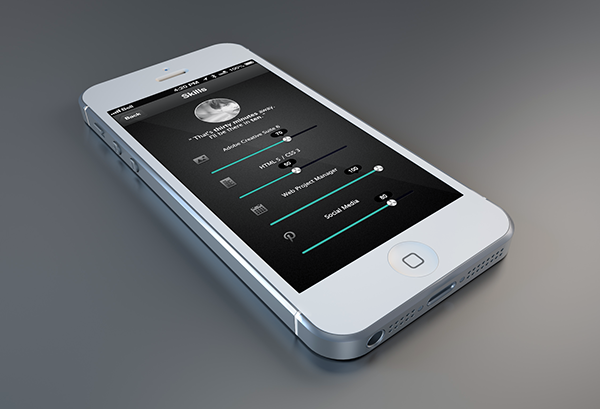 Bell 4:20 PM 100%
Back Skills
" That's thirty minutes away.
I'll be there in ten. "
Adobe Creative Suite 6 70
HTML 5 / CSS 3 60
Web Project Manager 100
Social Media 80